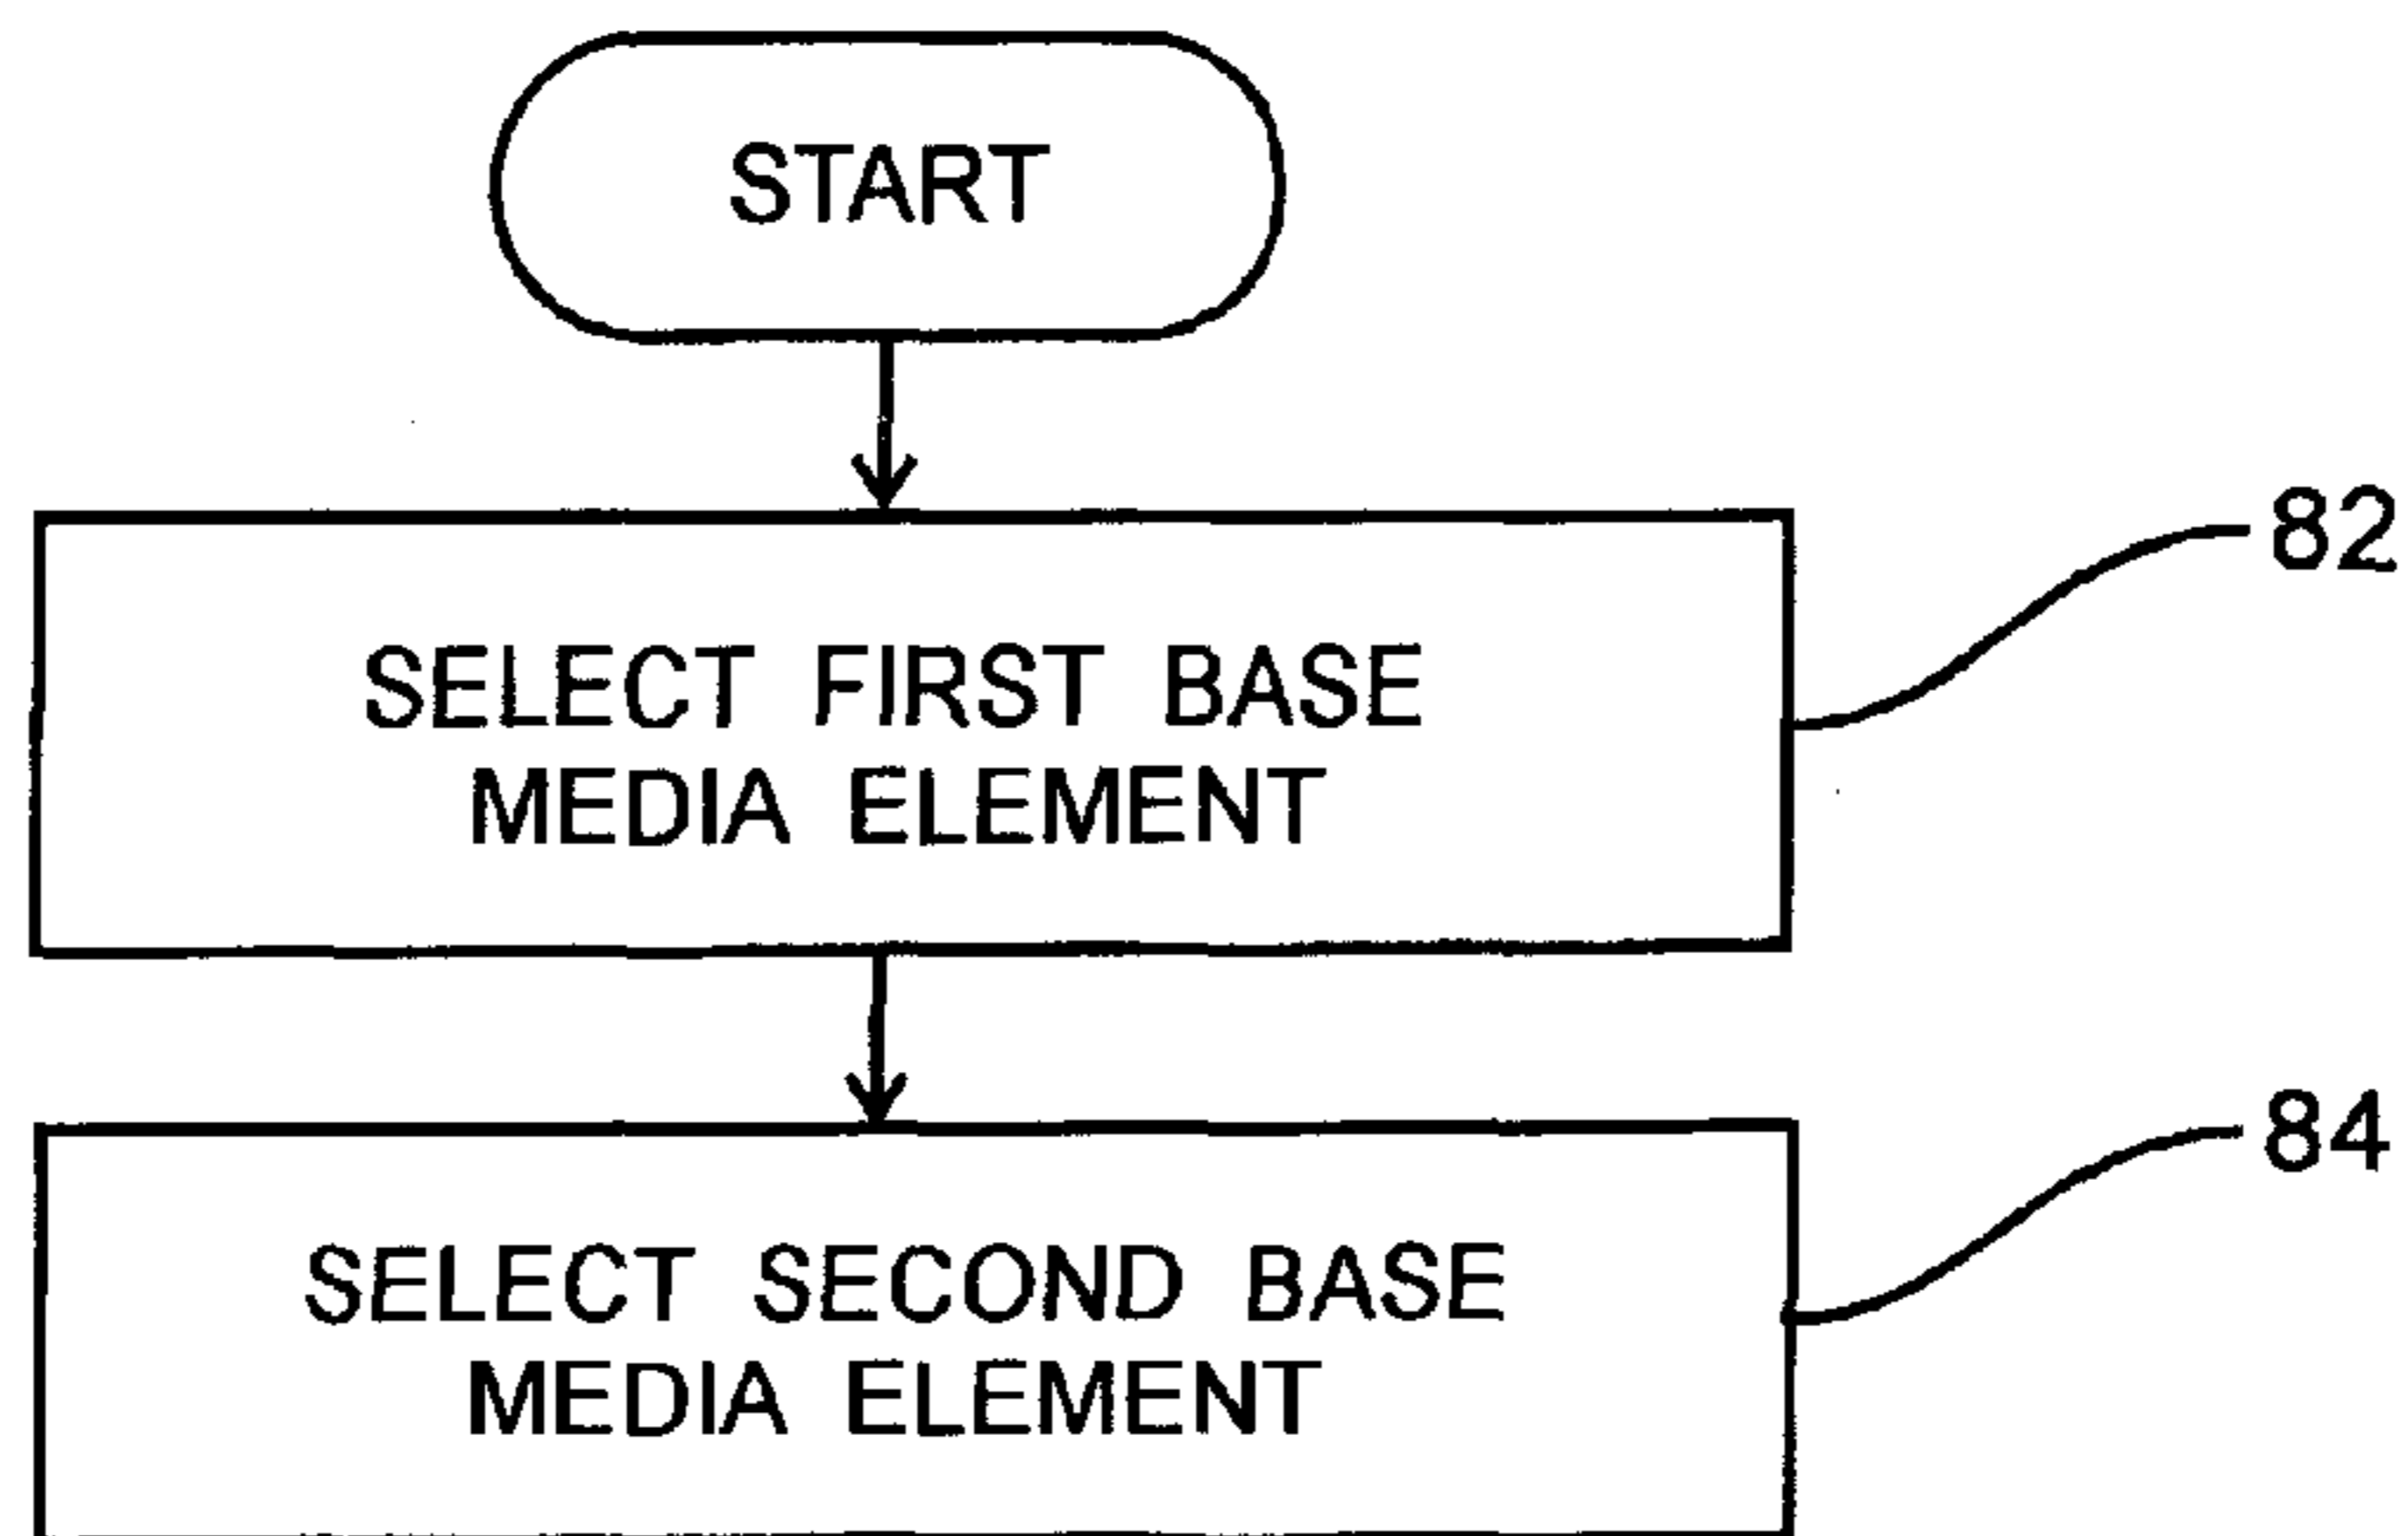 START
82
SELECT FIRST BASE
MEDIA ELEMENT
84
SELECT SECOND BASE
MEDIA ELEMENT